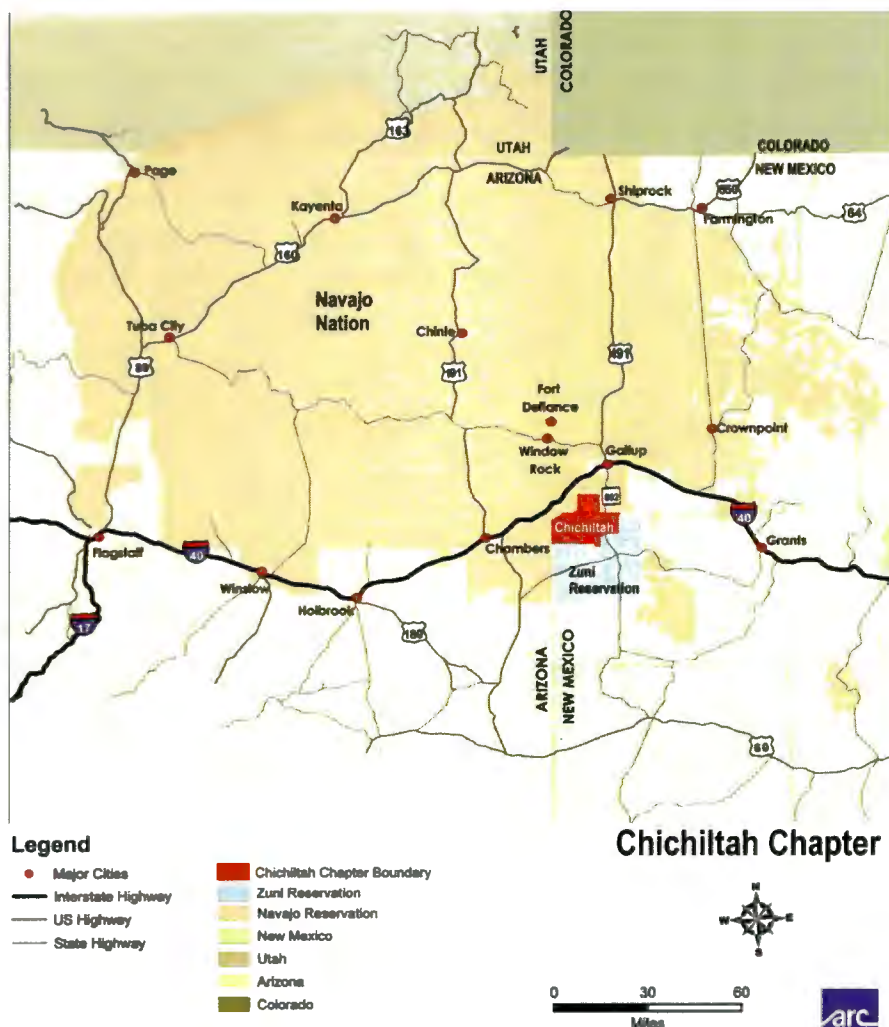 UTAH
COLORADO
163
UTAH
ARIZONA
COLORADO
NEW MEXICO
Page
Kayenta
Shiprock
550
Farmington
64
160
Navajo
Nation
Tuba City
Chinle
89
191
491
Fort
Defiance
Crownpoint
Window
Rock
Gallup
602
Chichiltah
40
Flagstaff
40
Chambers
Grants
Zuni
Reservation
Winslow
Holbrook
17
180
ARIZONA
NEW MEXICO
60
Legend
Major Cities
Interstate Highway
US Highway
State Highway
Chichiltah Chapter Boundary
Zuni Reservation
Navajo Reservation
New Mexico
Utah
Arizona
Colorado
Chichiltah Chapter
N
W
E
S
0
30
60
Miles
arc